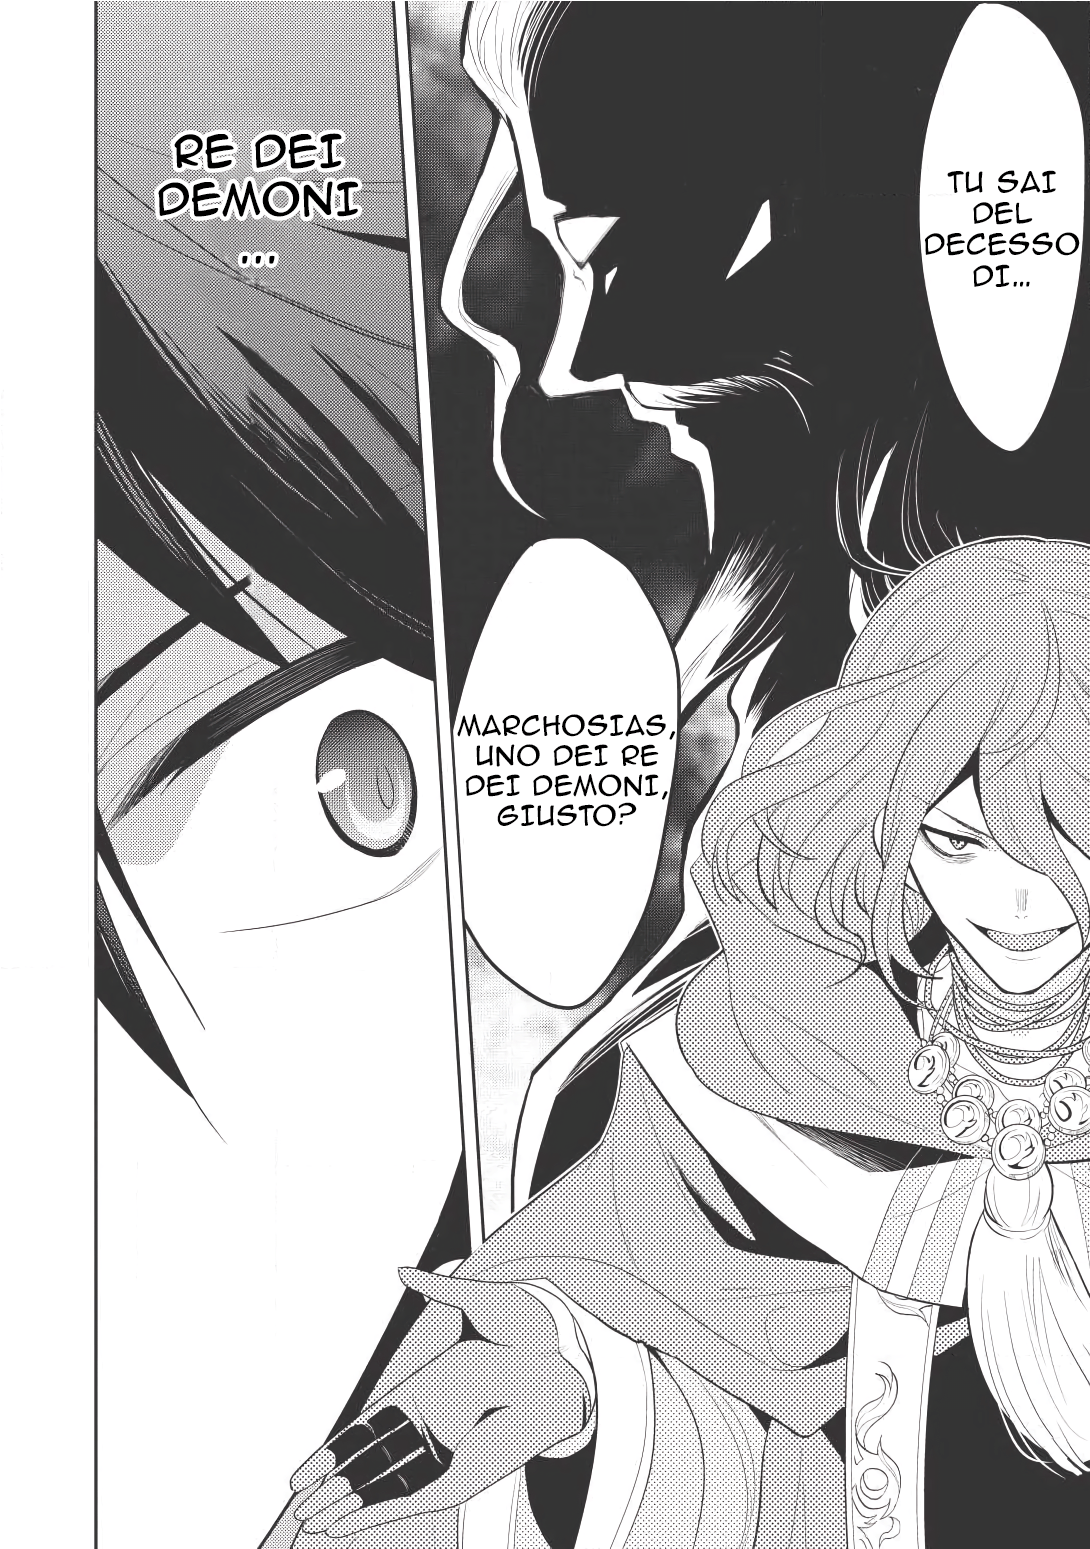 TU SAI
DEL
DECESSO
DI...
MARCHOSIAS,
UNO DEI RE
DEI DEMONI,
GIUSTO?
RE DEI
DEMONI
...